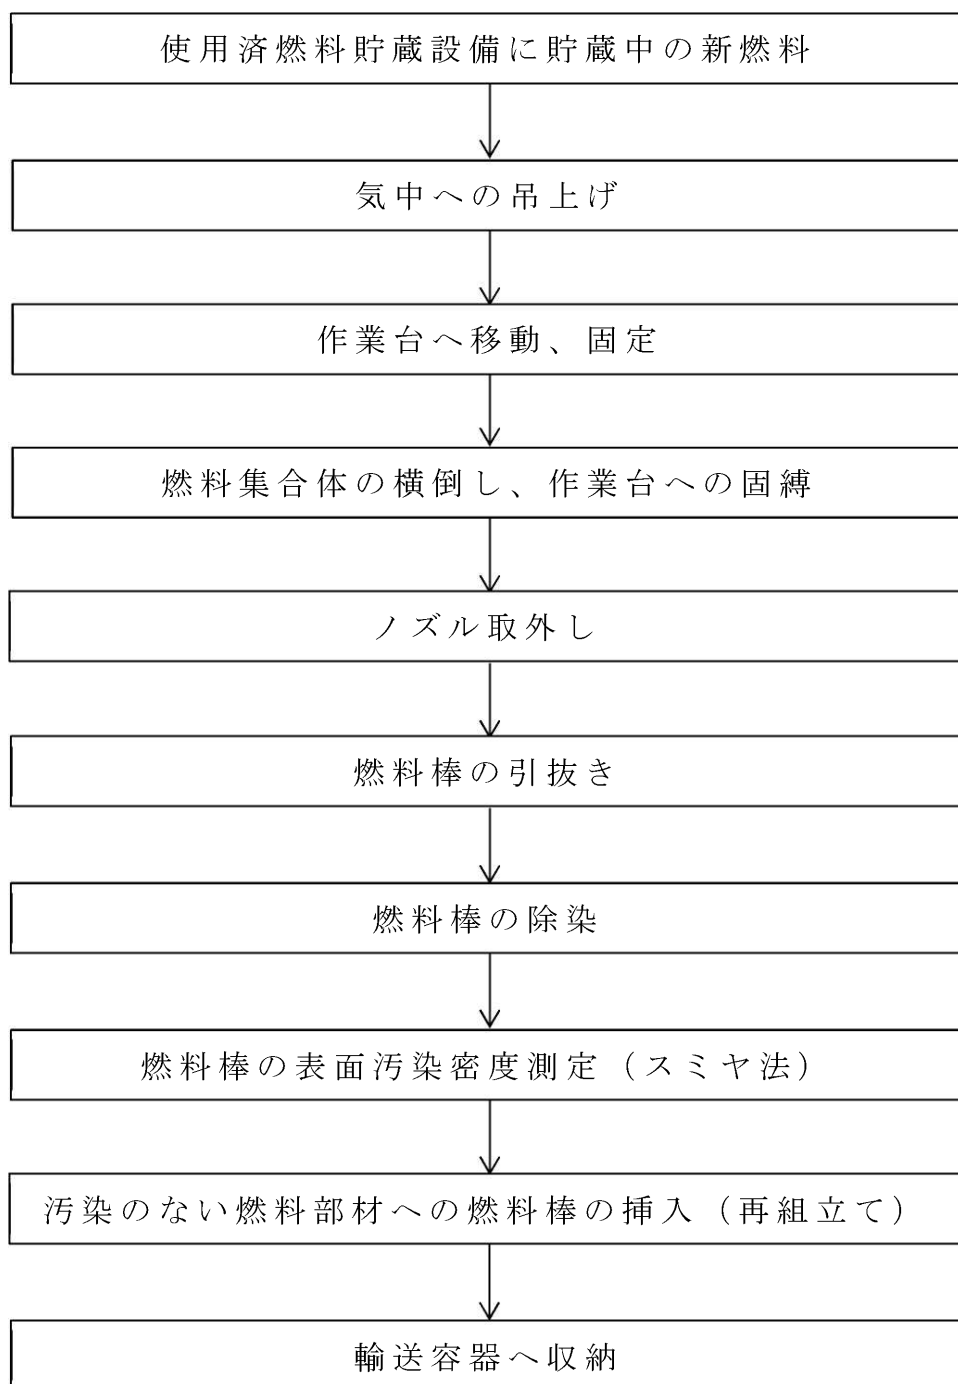 使用済燃料貯蔵設備に貯蔵中の新燃料
気中への吊上げ
作業台へ移動、固定
燃料集合体の横倒し、作業台への固縛
ノズル取外し
燃料棒の引抜き
燃料棒の除染
燃料棒の表面汚染密度測定（スミヤ法）
汚染のない燃料部材への燃料棒の挿入（再組立て）
輸送容器へ収納